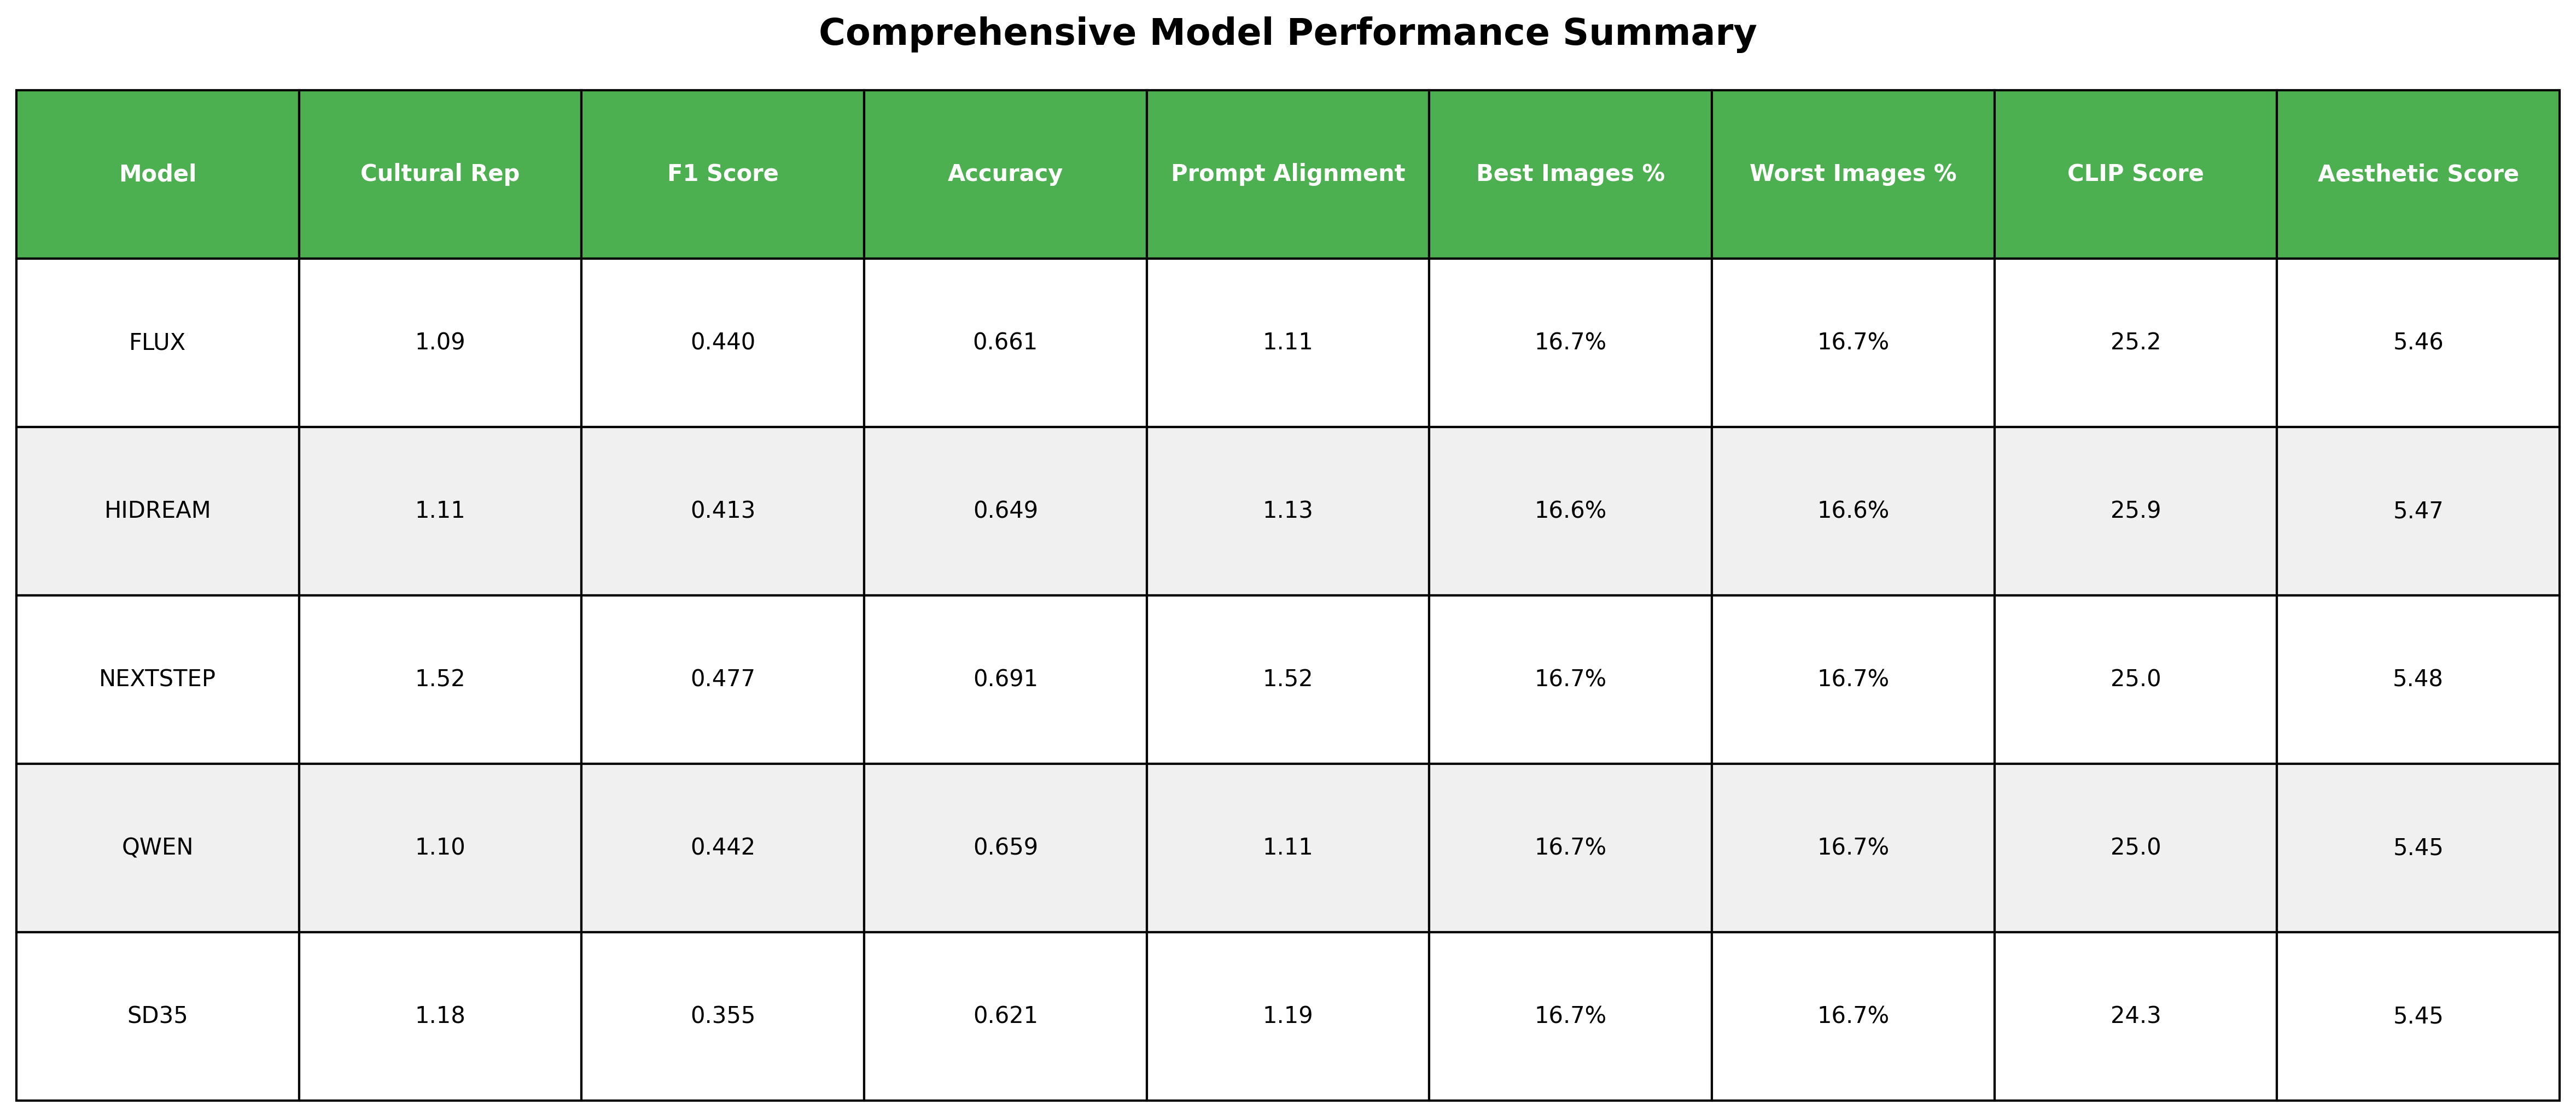 Comprehensive Model Performance Summary
Model Cultural Rep F1 Score Accuracy Prompt Alignment Best Images % Worst Images % CLIP Score Aesthetic Score
FLUX 1.09 0.440 0.661 1.11 16.7% 16.7% 25.2 5.46
HIDREAM 1.11 0.413 0.649 1.13 16.6% 16.6% 25.9 5.47
NEXTSTEP 1.52 0.477 0.691 1.52 16.7% 16.7% 25.0 5.48
QWEN 1.10 0.442 0.659 1.11 16.7% 16.7% 25.0 5.45
SD35 1.18 0.355 0.621 1.19 16.7% 16.7% 24.3 5.45